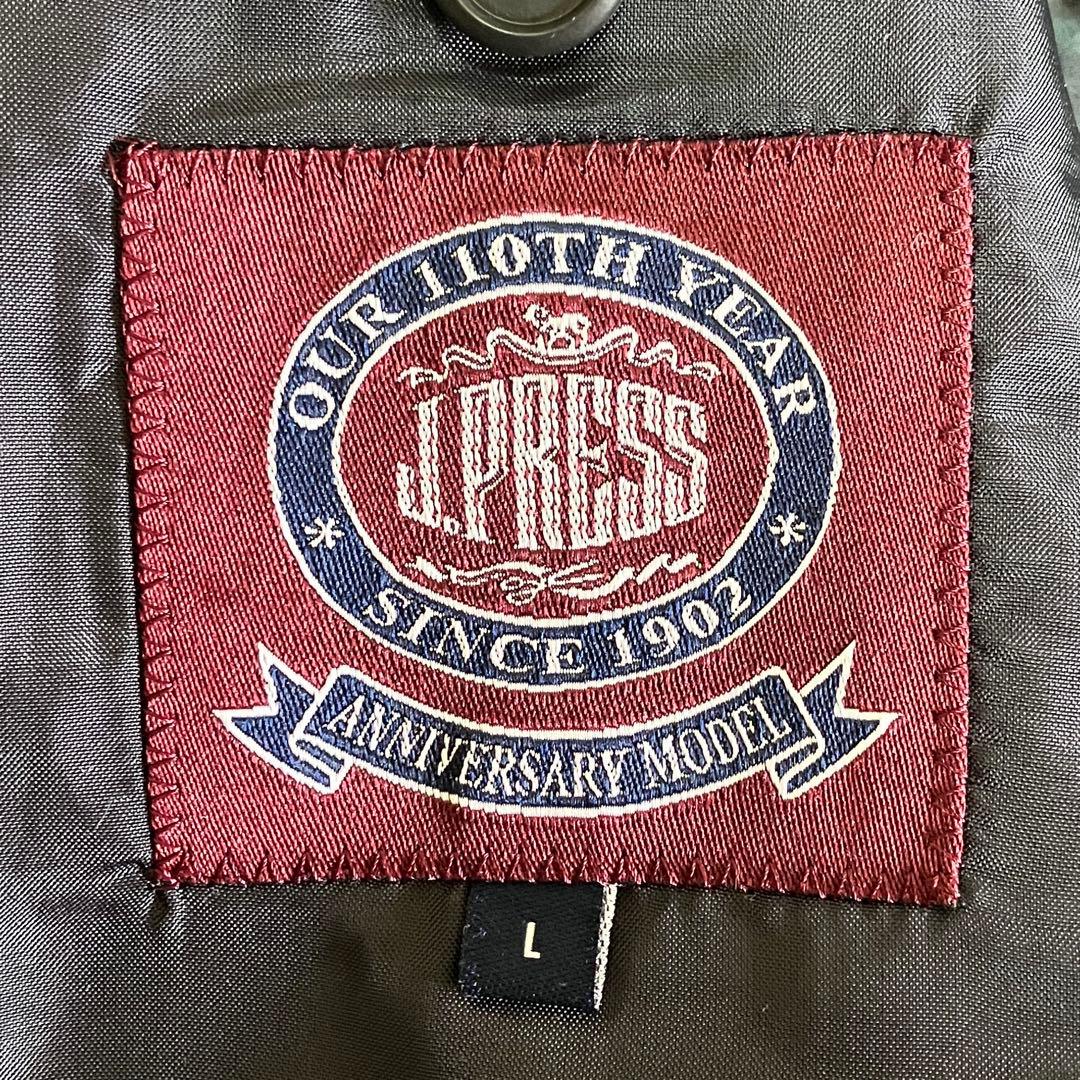 OUR 110TH YEAR
J.PRESS
SINCE 1902
ANNIVERSARY MODEL
L